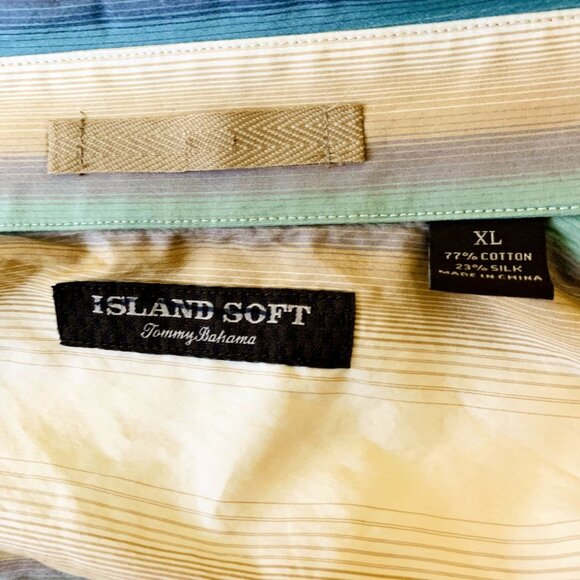 XL
77% COTTON
23% SILK
MADE IN CHINA
ISLAND SOFT
Tommy Bahama